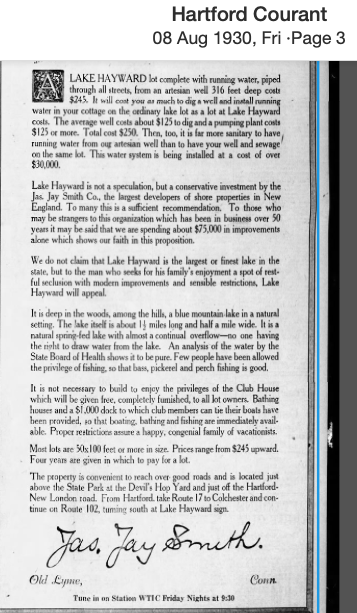 Hartford Courant
08 Aug 1930, Fri ·Page 3
A LAKE HAYWARD lot complete with running water, piped
through all streets, from an artesian well 316 feet deep costs
$245. It will cost you as much to dig a well and install running
water in your cottage on the ordinary lake lot as a lot at Lake Hayward
costs. The average well costs about $125 to dig and a pumping plant costs
$125 or more. Total cost $250. Then, too, it is far more sanitary to have
running water from our artesian well than to have your well and sewage
on the same lot. This water system is being installed at a cost of over
$30,000.
Lake Hayward is not a speculation, but a conservative investment by the
Jas. Jay Smith Co., the largest developers of shore properties in New
England. To many this is a sufficient recommendation. To those who
may be strangers to this organization which has been in business over 50
years it may be said that we are spending about $75,000 in improvements
alone which shows our faith in this proposition.
We do not claim that Lake Hayward is the largest or finest lake in the
state, but to the man who seeks for his family's enjoyment a spot of rest-
ful seclusion with modern improvements and sensible restrictions, Lake
Hayward will appeal.
It is deep in the woods, among the hills, a blue mountain lake in a natural
setting. The lake itself is about 1½ miles long and half a mile wide. It is a
natural spring-fed lake with almost a continual overflow—no one having
the right to draw water from the lake. An analysis of the water by the
State Board of Health shows it to be pure. Few people have been allowed
the privilege of fishing, so that bass, pickerel and perch fishing is good.
It is not necessary to build to enjoy the privileges of the Club House
which will be given free, completely furnished, to all lot owners. Bathing
houses and a $1,000 dock to which club members can tie their boats have
been provided, so that boating, bathing and fishing are immediately avail-
able. Proper restrictions assure a happy, congenial family of vacationists.
Most lots are 50x100 feet or more in size. Prices range from $245 upward.
Four years are given in which to pay for a lot.
The property is convenient to reach over good roads and is located just
above the State Park at the Devil's Hop Yard and just off the Hartford-
New London road. From Hartford, take Route 17 to Colchester and con-
tinue on Route 102, turning south at Lake Hayward sign.
Jas. Jay Smith.
Old Lyme, Conn.
Tune in on Station WTIC Friday Nights at 9:30